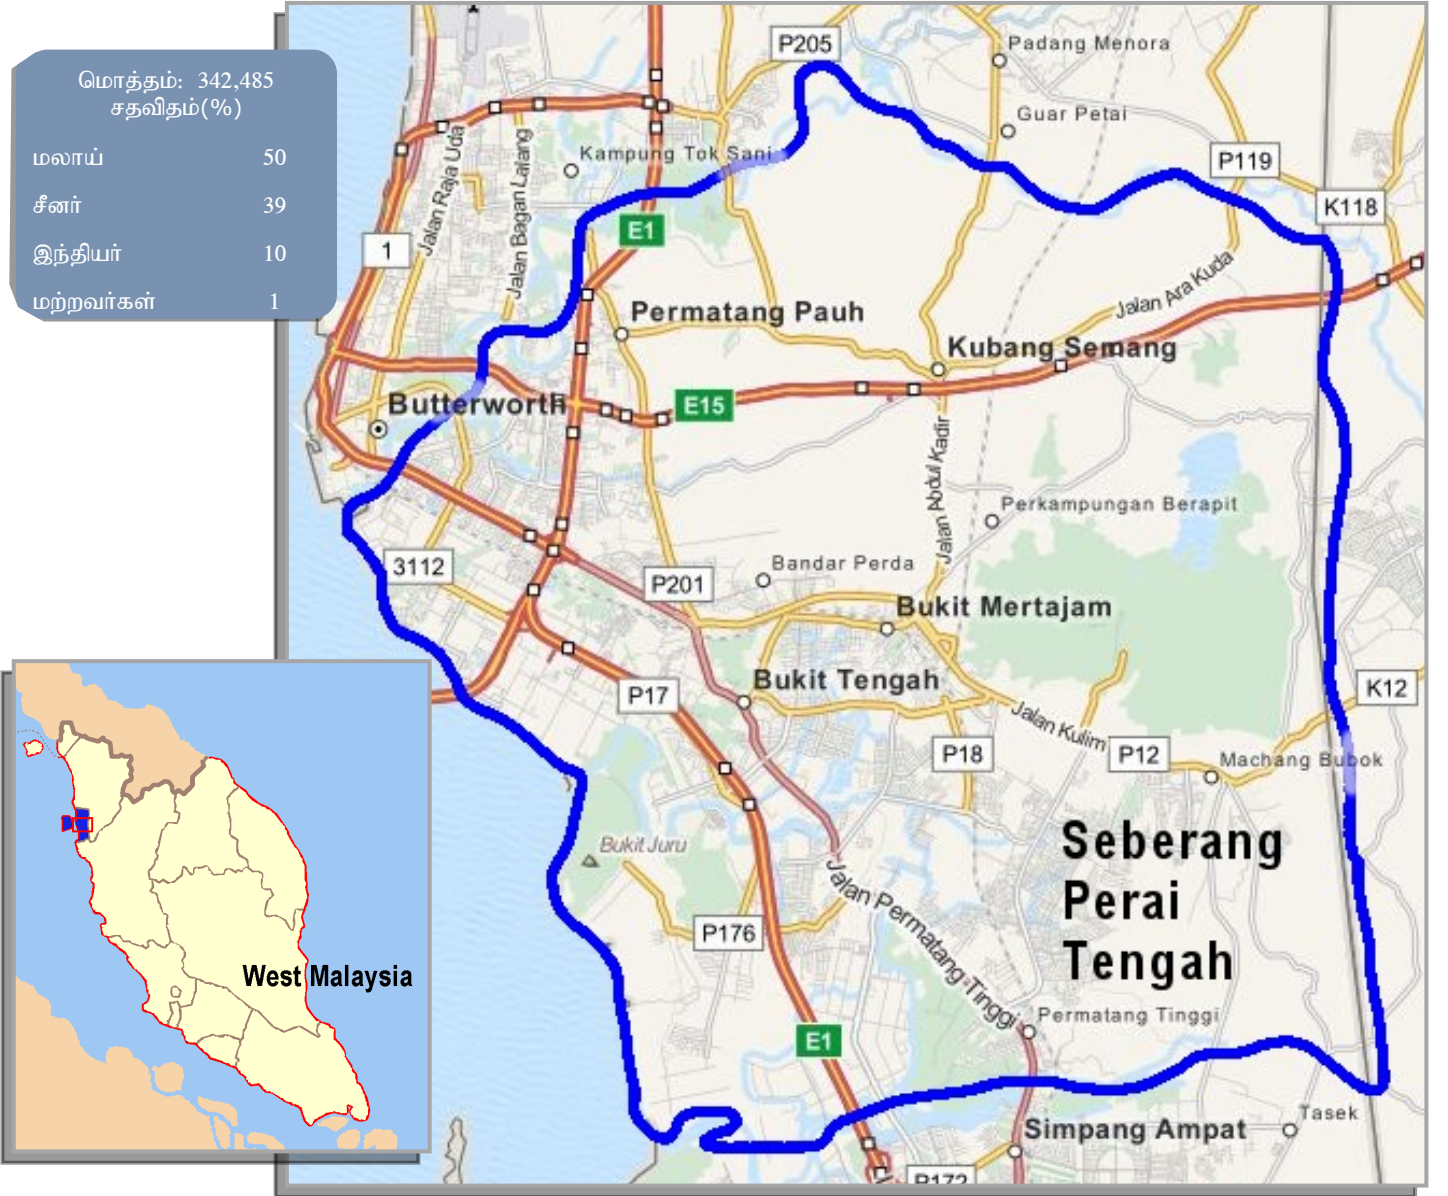 மொத்தம்: 342,485
சதவிதம்(%)
மலாய் 50
சீனர் 39
இந்தியர் 10
மற்றவர்கள் 1
P205
Padang Menora
Guar Petai
Kampung Tok Sani
P119
K118
Jalan Raja Uda
Jalan Bagan Lalang
E1
1
Jalan Ara Kuda
Permatang Pauh
Kubang Semang
Butterworth
E15
Jalan Abdul Kadir
Perkampungan Berapit
3112
P201
Bandar Perda
Bukit Mertajam
Bukit Tengah
P17
K12
Jalan Kulim
P18
P12
Machang Bubok
Bukit Juru
Seberang
Perai
Tengah
Jalan Permatang Tinggi
P176
West Malaysia
Permatang Tinggi
E1
Tasek
Simpang Ampat
P172